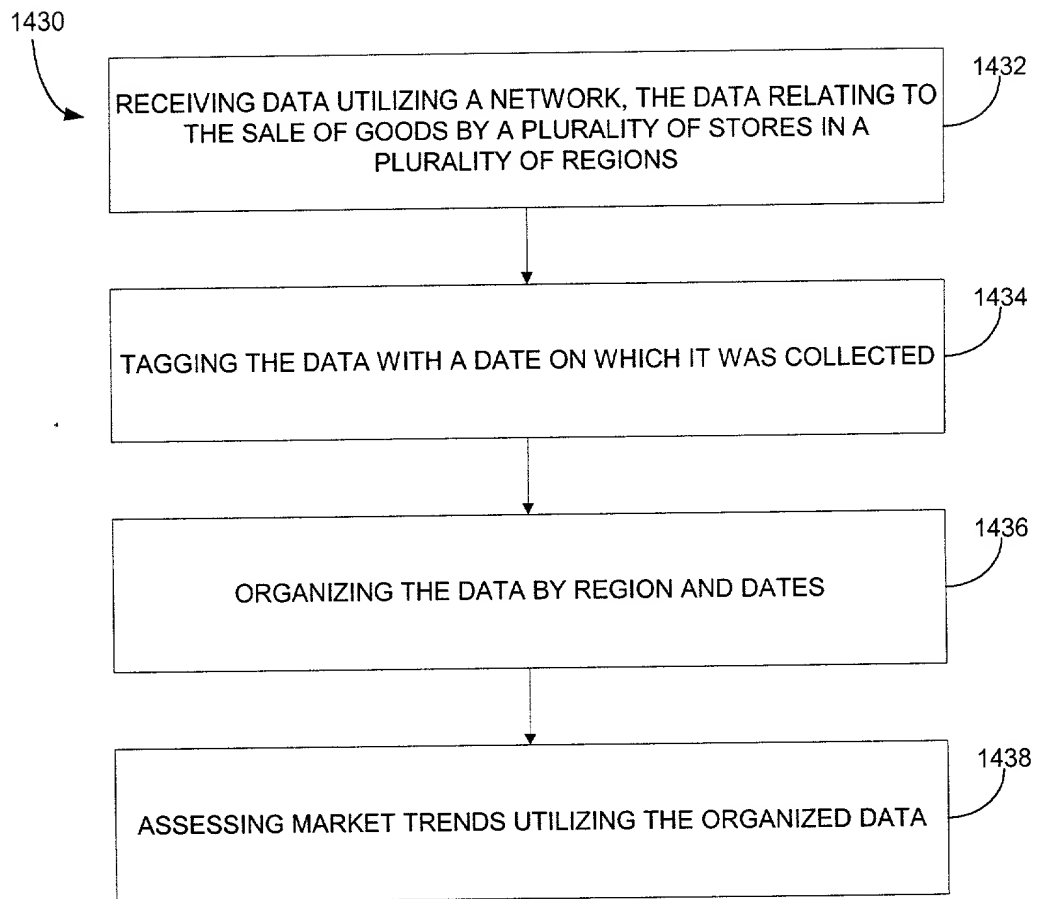 1430
1432
RECEIVING DATA UTILIZING A NETWORK, THE DATA RELATING TO
THE SALE OF GOODS BY A PLURALITY OF STORES IN A
PLURALITY OF REGIONS
1434
TAGGING THE DATA WITH A DATE ON WHICH IT WAS COLLECTED
1436
ORGANIZING THE DATA BY REGION AND DATES
1438
ASSESSING MARKET TRENDS UTILIZING THE ORGANIZED DATA